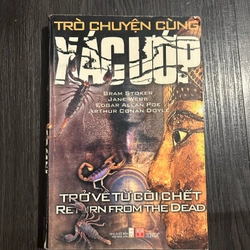 TRÒ CHUYỆN CÙNG
XÁC ƯỚP
BRAM STOKER
JANE WEBB
EDGAR ALLAN POE
ARTHUR CONAN DOYLE
TRỞ VỀ TỪ CÕI CHẾT
RETURN FROM THE DEAD